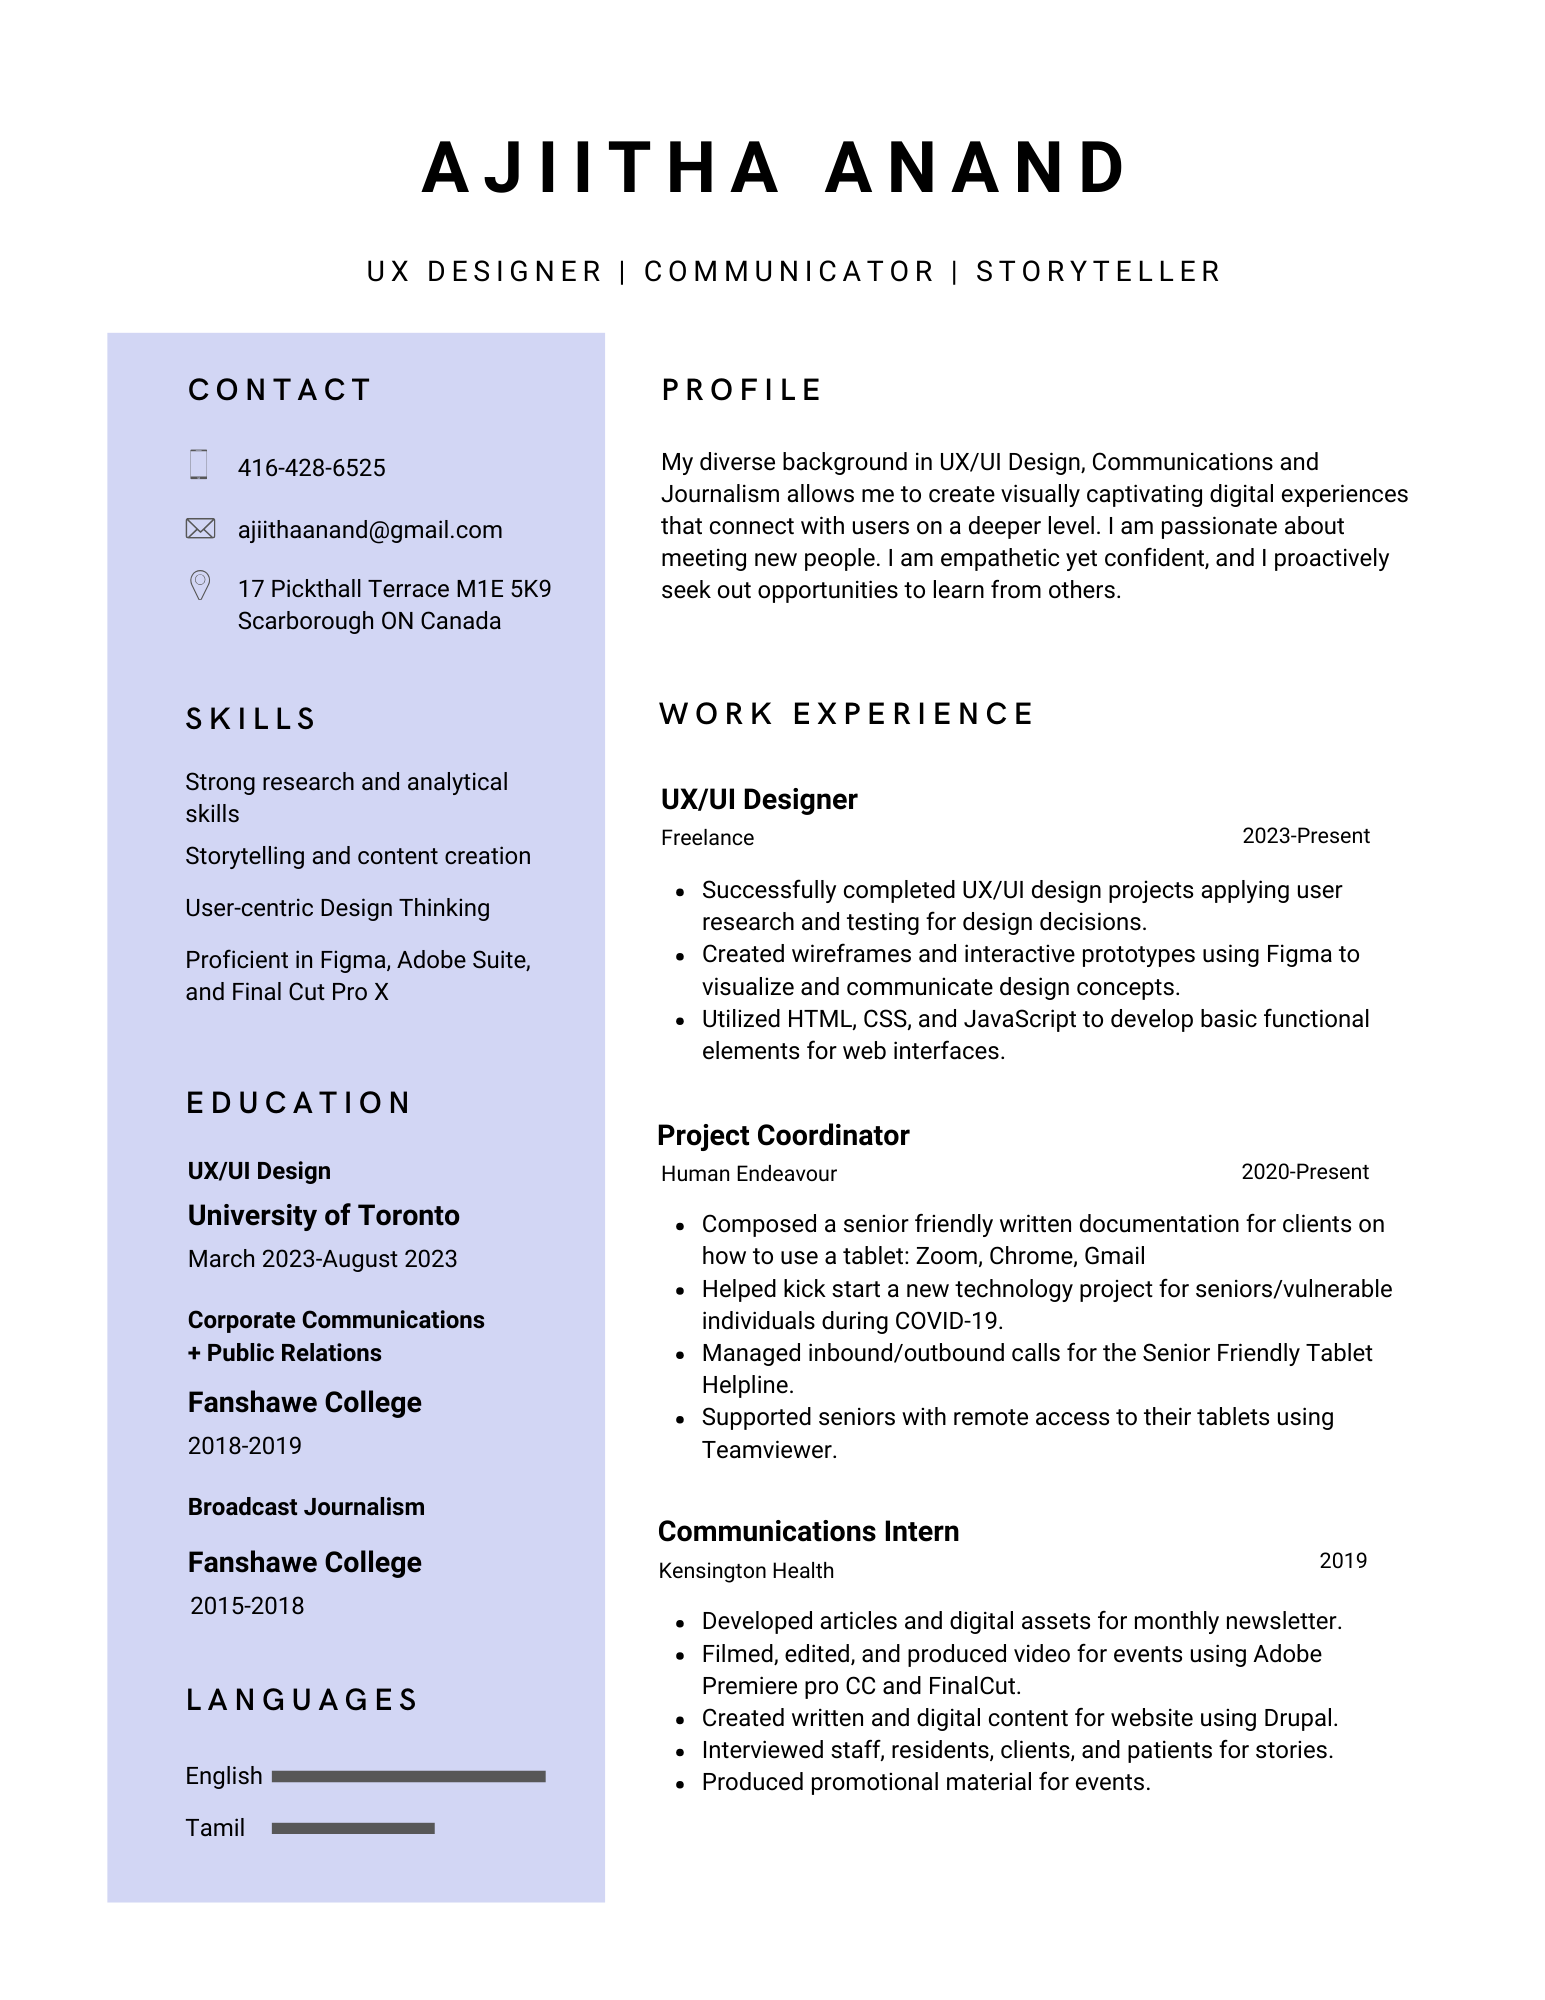 AJIITHA ANAND
UX DESIGNER | COMMUNICATOR | STORYTELLER
CONTACT
416-428-6525
ajiithaanand@gmail.com
17 Pickthall Terrace M1E 5K9
Scarborough ON Canada
SKILLS
Strong research and analytical
skills
Storytelling and content creation
User-centric Design Thinking
Proficient in Figma, Adobe Suite,
and Final Cut Pro X
EDUCATION
UX/UI Design
University of Toronto
March 2023-August 2023
Corporate Communications
+ Public Relations
Fanshawe College
2018-2019
Broadcast Journalism
Fanshawe College
2015-2018
LANGUAGES
English
Tamil
PROFILE
My diverse background in UX/UI Design, Communications and
Journalism allows me to create visually captivating digital experiences
that connect with users on a deeper level. I am passionate about
meeting new people. I am empathetic yet confident, and I proactively
seek out opportunities to learn from others.
WORK EXPERIENCE
UX/UI Designer
Freelance 2023-Present
• Successfully completed UX/UI design projects applying user
research and testing for design decisions.
• Created wireframes and interactive prototypes using Figma to
visualize and communicate design concepts.
• Utilized HTML, CSS, and JavaScript to develop basic functional
elements for web interfaces.
Project Coordinator
Human Endeavour 2020-Present
• Composed a senior friendly written documentation for clients on
how to use a tablet: Zoom, Chrome, Gmail
• Helped kick start a new technology project for seniors/vulnerable
individuals during COVID-19.
• Managed inbound/outbound calls for the Senior Friendly Tablet
Helpline.
• Supported seniors with remote access to their tablets using
Teamviewer.
Communications Intern
Kensington Health 2019
• Developed articles and digital assets for monthly newsletter.
• Filmed, edited, and produced video for events using Adobe
Premiere pro CC and FinalCut.
• Created written and digital content for website using Drupal.
• Interviewed staff, residents, clients, and patients for stories.
• Produced promotional material for events.